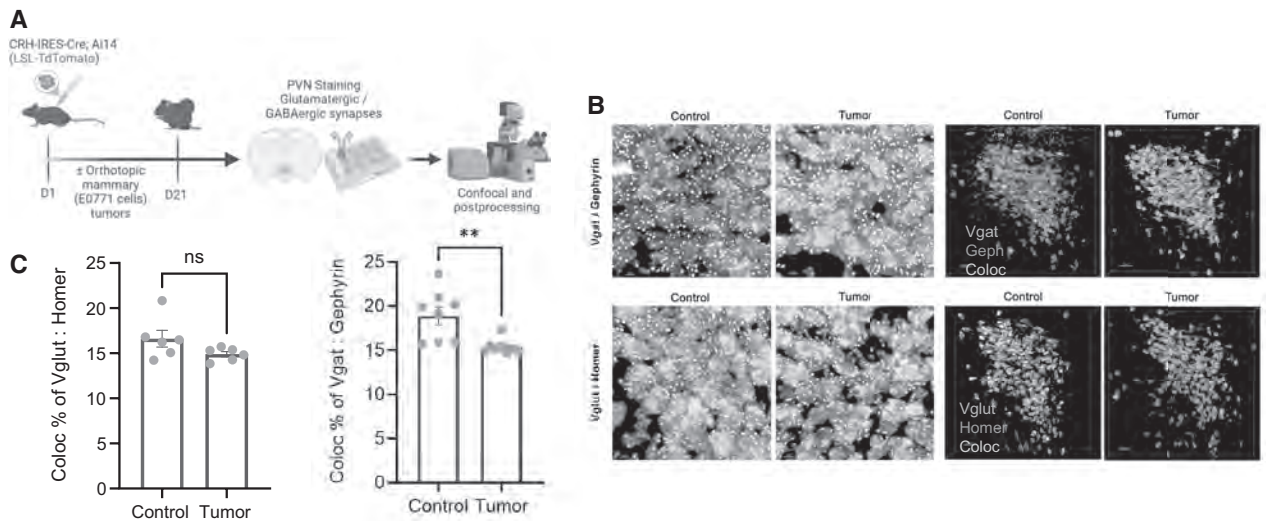 A
CRH-IRES-Cre; Ai14
(LSL-TdTomato)
D1
± Orthotopic
mammary
(E0771 cells)
tumors
D21
PVN Staining
Glutamatergic /
GABAergic synapses
Confocal and
postprocessing
B
Control
Tumor
Control
Tumor
Vgat / Gephyrin
Vgat
Geph
Coloc
Control
Tumor
Control
Tumor
Vglut / Homer
Vglut
Homer
Coloc
C
Coloc % of Vglut : Homer
25
20
15
10
5
0
ns
Control Tumor
Coloc % of Vgat : Gephyrin
25
20
15
10
5
0
**
Control Tumor